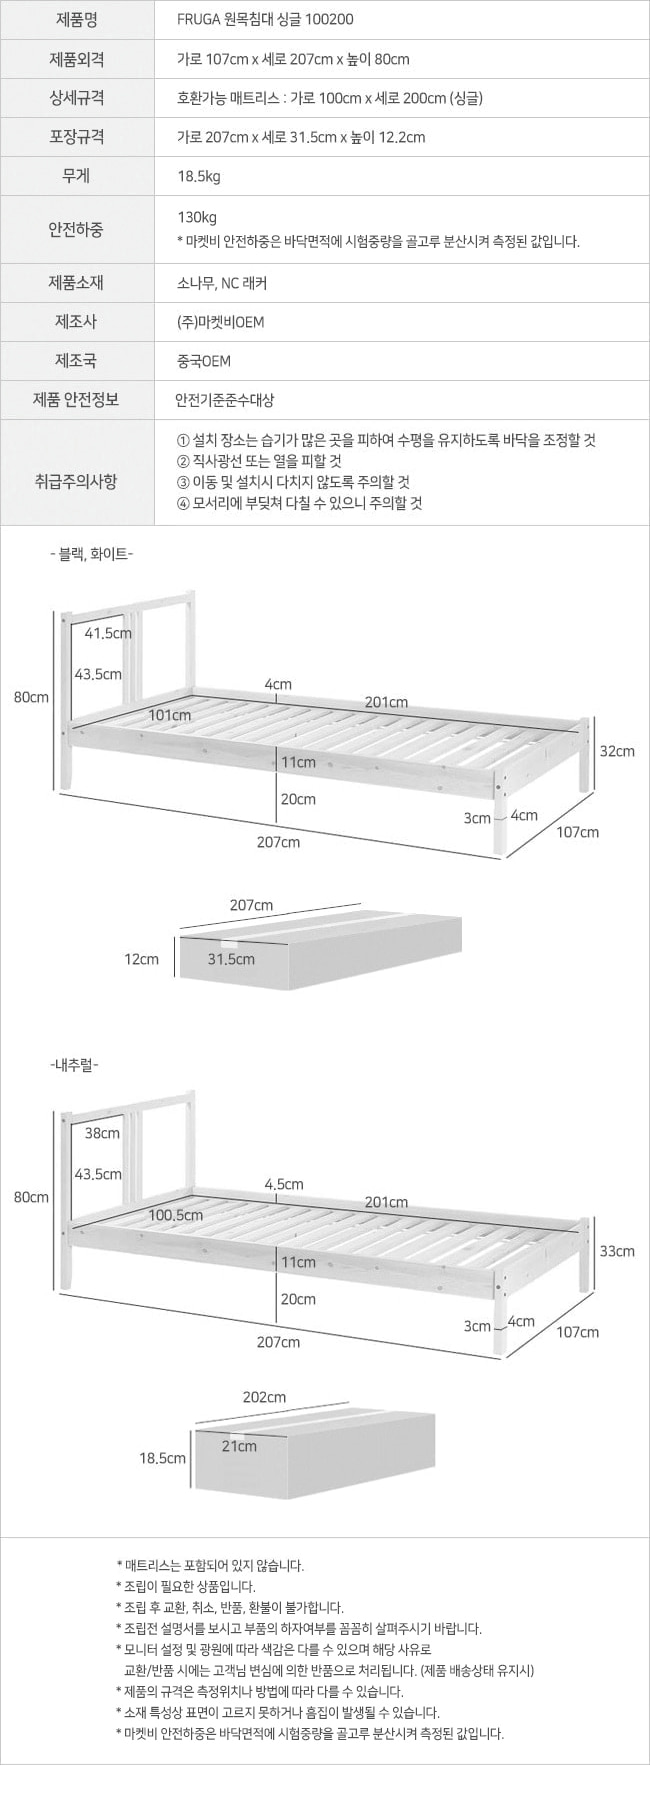 제품명
FRUGA 원목침대 싱글 100200
제품외격
가로 107cm x 세로 207cm x 높이 80cm
상세규격
호환가능 매트리스 : 가로 100cm x 세로 200cm (싱글)
포장규격
가로 207cm x 세로 31.5cm x 높이 12.2cm
무게
18.5kg
안전하중
130kg
* 마켓비 안전하중은 바닥면적에 시험중량을 골고루 분산시켜 측정된 값입니다.
제품소재
소나무, NC 래커
제조사
(주)마켓비OEM
제조국
중국OEM
제품 안전정보
안전기준준수대상
취급주의사항
① 설치 장소는 습기가 많은 곳을 피하여 수평을 유지하도록 바닥을 조정할 것
② 직사광선 또는 열을 피할 것
③ 이동 및 설치시 다치지 않도록 주의할 것
④ 모서리에 부딪쳐 다칠 수 있으니 주의할 것
- 블랙, 화이트-
41.5cm
43.5cm
80cm
4cm
201cm
101cm
32cm
11cm
20cm
3cm
4cm
107cm
207cm
207cm
12cm
31.5cm
-내추럴-
38cm
43.5cm
80cm
4.5cm
201cm
100.5cm
33cm
11cm
20cm
3cm
4cm
107cm
207cm
202cm
21cm
18.5cm
* 매트리스는 포함되어 있지 않습니다.
* 조립이 필요한 상품입니다.
* 조립 후 교환, 취소, 반품, 환불이 불가합니다.
* 조립전 설명서를 보시고 부품의 하자여부를 꼼꼼히 살펴주시기 바랍니다.
* 모니터 설정 및 광원에 따라 색감은 다를 수 있으며 해당 사유로
교환/반품 시에는 고객님 변심에 의한 반품으로 처리됩니다. (제품 배송상태 유지시)
* 제품의 규격은 측정위치나 방법에 따라 다를 수 있습니다.
* 소재 특성상 표면이 고르지 못하거나 흠집이 발생될 수 있습니다.
* 마켓비 안전하중은 바닥면적에 시험중량을 골고루 분산시켜 측정된 값입니다.